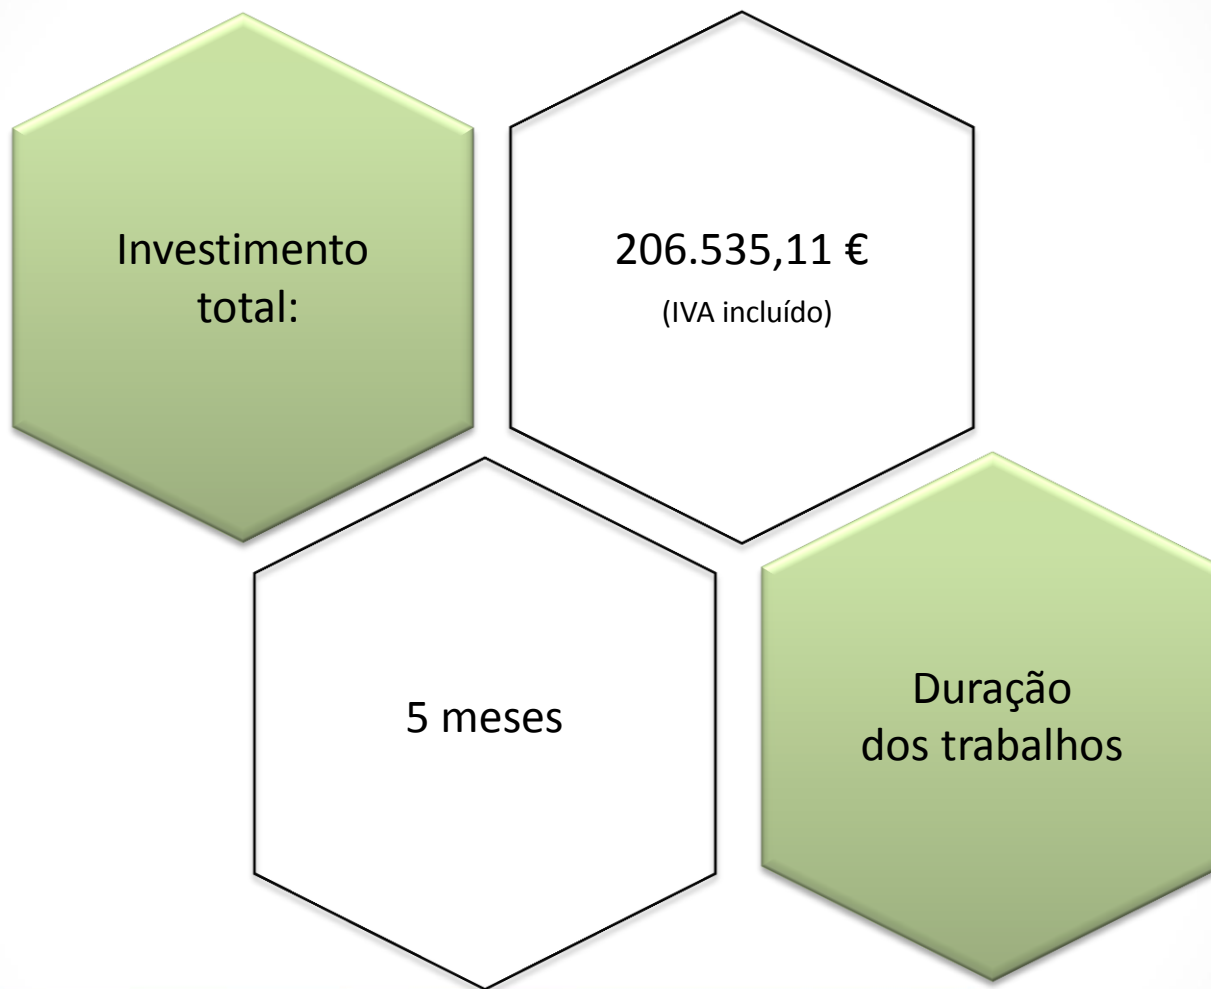 Investimento
total:
206.535,11 €
(IVA incluído)
5 meses
Duração
dos trabalhos